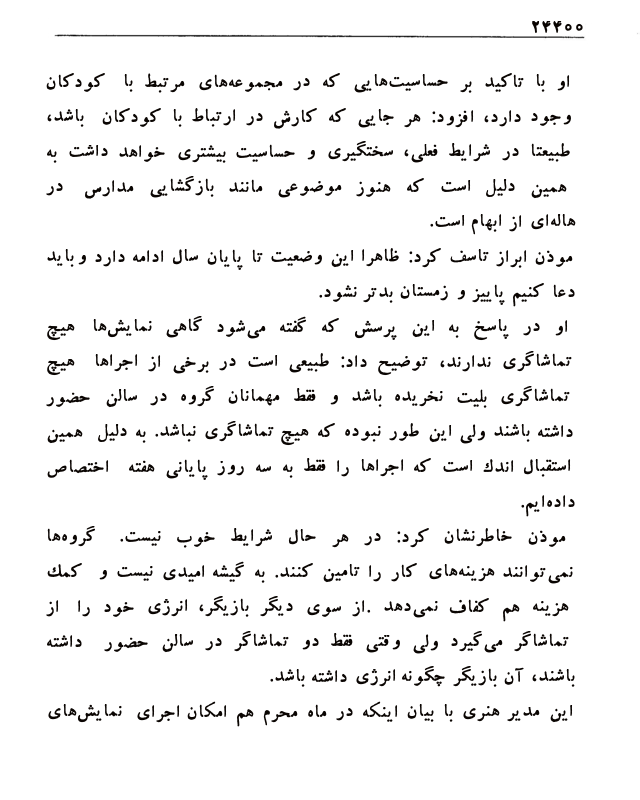 ۲۴۴۰۰
او با تاکید بر حساسیت‌هایی که در مجموعه‌های مرتبط با کودکان
وجود دارد، افزود: هر جایی که کارش در ارتباط با کودکان باشد،
طبیعتا در شرایط فعلی، سختگیری و حساسیت بیشتری خواهد داشت به
همین دلیل است که هنوز موضوعی مانند بازگشایی مدارس در
هاله‌ای از ابهام است.
موذن ابراز تاسف کرد: ظاهرا این وضعیت تا پایان سال ادامه دارد و باید
دعا کنیم پاییز و زمستان بدتر نشود.
او در پاسخ به این پرسش که گفته می‌شود گاهی نمایش‌ها هیچ
تماشاگری ندارند، توضیح داد: طبیعی است در برخی از اجراها هیچ
تماشاگری بلیت نخریده باشد و فقط مهمانان گروه در سالن حضور
داشته باشند ولی این طور نبوده که هیچ تماشاگری نباشد. به دلیل همین
استقبال اندك است که اجراها را فقط به سه روز پایانی هفته اختصاص
داده‌ایم.
موذن خاطرنشان کرد: در هر حال شرایط خوب نیست. گروه‌ها
نمی‌توانند هزینه‌های کار را تامین کنند. به گیشه امیدی نیست و کمك
هزینه هم کفاف نمی‌دهد .از سوی دیگر بازیگر، انرژی خود را از
تماشاگر می‌گیرد ولی وقتی فقط دو تماشاگر در سالن حضور داشته
باشند، آن بازیگر چگونه انرژی داشته باشد.
این مدیر هنری با بیان اینکه در ماه محرم هم امکان اجرای نمایش‌های